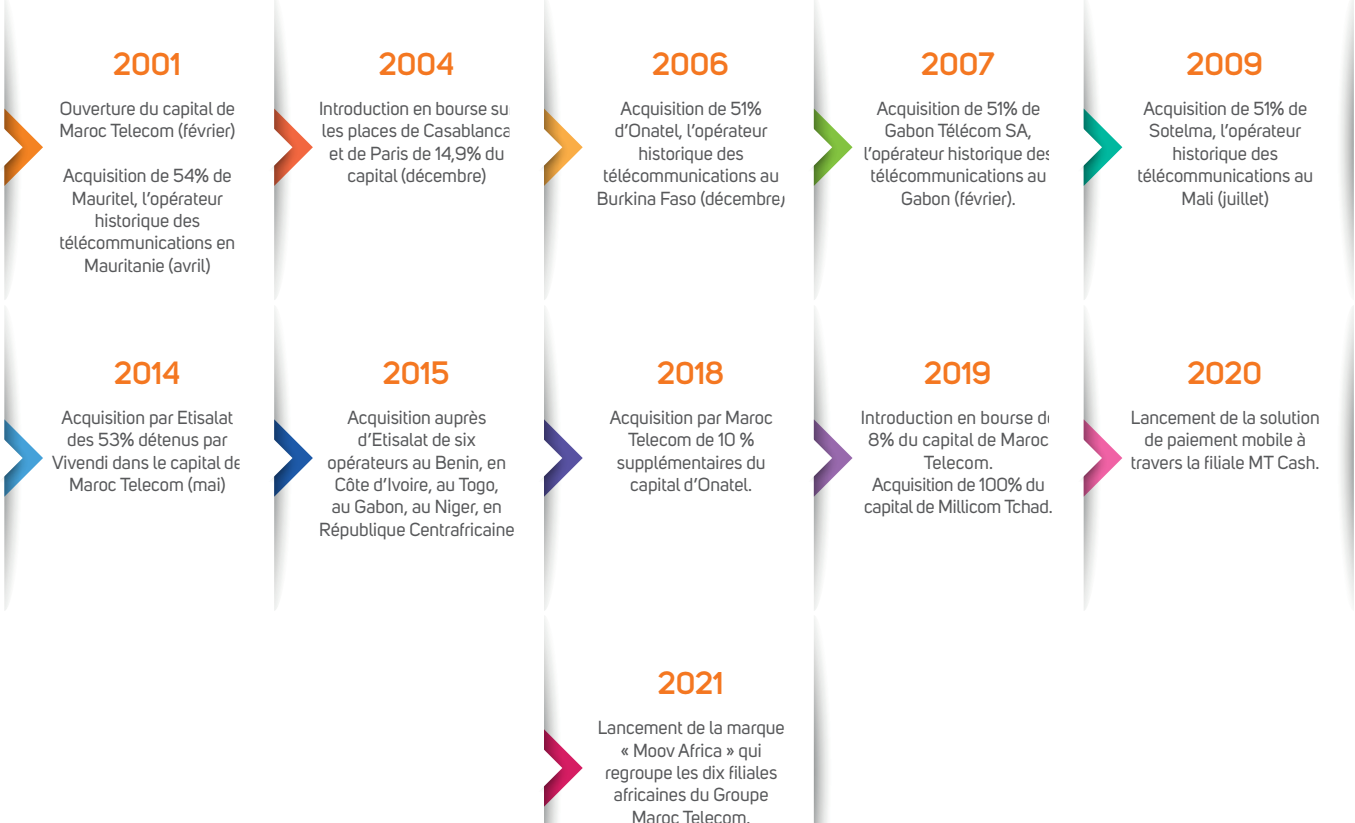 2001
Ouverture du capital de
Maroc Telecom (février)
Acquisition de 54% de
Mauritel, l'opérateur
historique des
télécommunications en
Mauritanie (avril)
2004
Introduction en bourse su
les places de Casablanca
et de Paris de 14,9% du
capital (décembre)
2006
Acquisition de 51%
d'Onatel, l'opérateur
historique des
télécommunications au
Burkina Faso (décembre)
2007
Acquisition de 51% de
Gabon Télécom SA,
l'opérateur historique des
télécommunications au
Gabon (février).
2009
Acquisition de 51% de
Sotelma, l'opérateur
historique des
télécommunications au
Mali (juillet)
2014
Acquisition par Etisalat
des 53% détenus par
Vivendi dans le capital de
Maroc Telecom (mai)
2015
Acquisition auprès
d'Etisalat de six
opérateurs au Benin, en
Côte d'Ivoire, au Togo,
au Gabon, au Niger, en
République Centrafricaine
2018
Acquisition par Maroc
Telecom de 10 %
supplémentaires du
capital d'Onatel.
2019
Introduction en bourse de
8% du capital de Maroc
Telecom.
Acquisition de 100% du
capital de Millicom Tchad.
2020
Lancement de la solution
de paiement mobile à
travers la filiale MT Cash.
2021
Lancement de la marque
« Moov Africa » qui
regroupe les dix filiales
africaines du Groupe
Maroc Telecom.